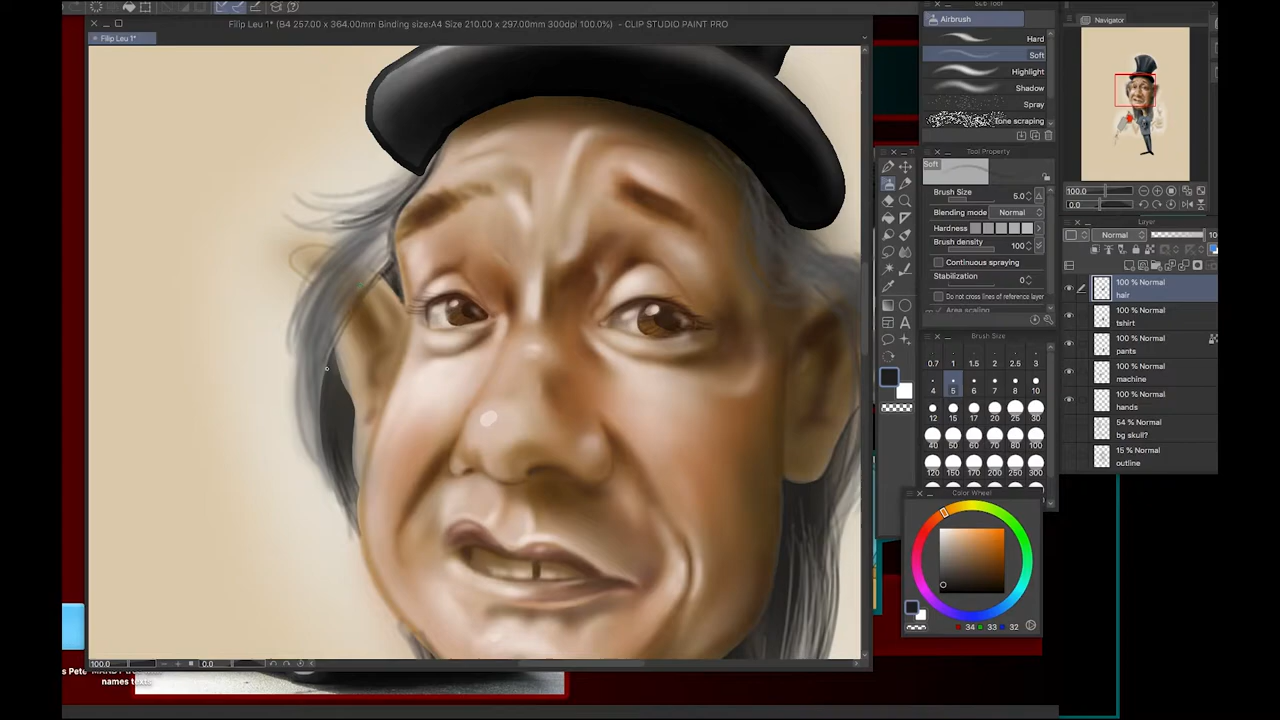 Filip Leu 1* (B4 257.00 x 364.00mm Binding size:A4 Size 210.00 x 297.00mm 300dpi 100.0%) - CLIP STUDIO PAINT PRO
Filip Leu 1*
Sub Tool
Airbrush
Hard
Soft
Highlight
Shadow
Spray
Tone scraping
Tool Property
Soft
Brush Size 5.0
Blending mode Normal
Hardness
Brush density 100
Continuous spraying
Stabilization 0
Do not cross lines of reference layer
Area scaling
Brush Size
0.7 1 1.5 2 2.5 3
4 5 6 7 8 10
12 15 17 20 25 30
40 50 60 70 80 100
120 150 170 200 250 300
Color Wheel
34 33 32
Navigator
100.0
0.0
Layer
Normal 10
100 % Normal
hair
100 % Normal
tshirt
100 % Normal
pants
100 % Normal
machine
100 % Normal
hands
54 % Normal
bg skull?
15 % Normal
outline
100.0 0.0
s Pete
names texts